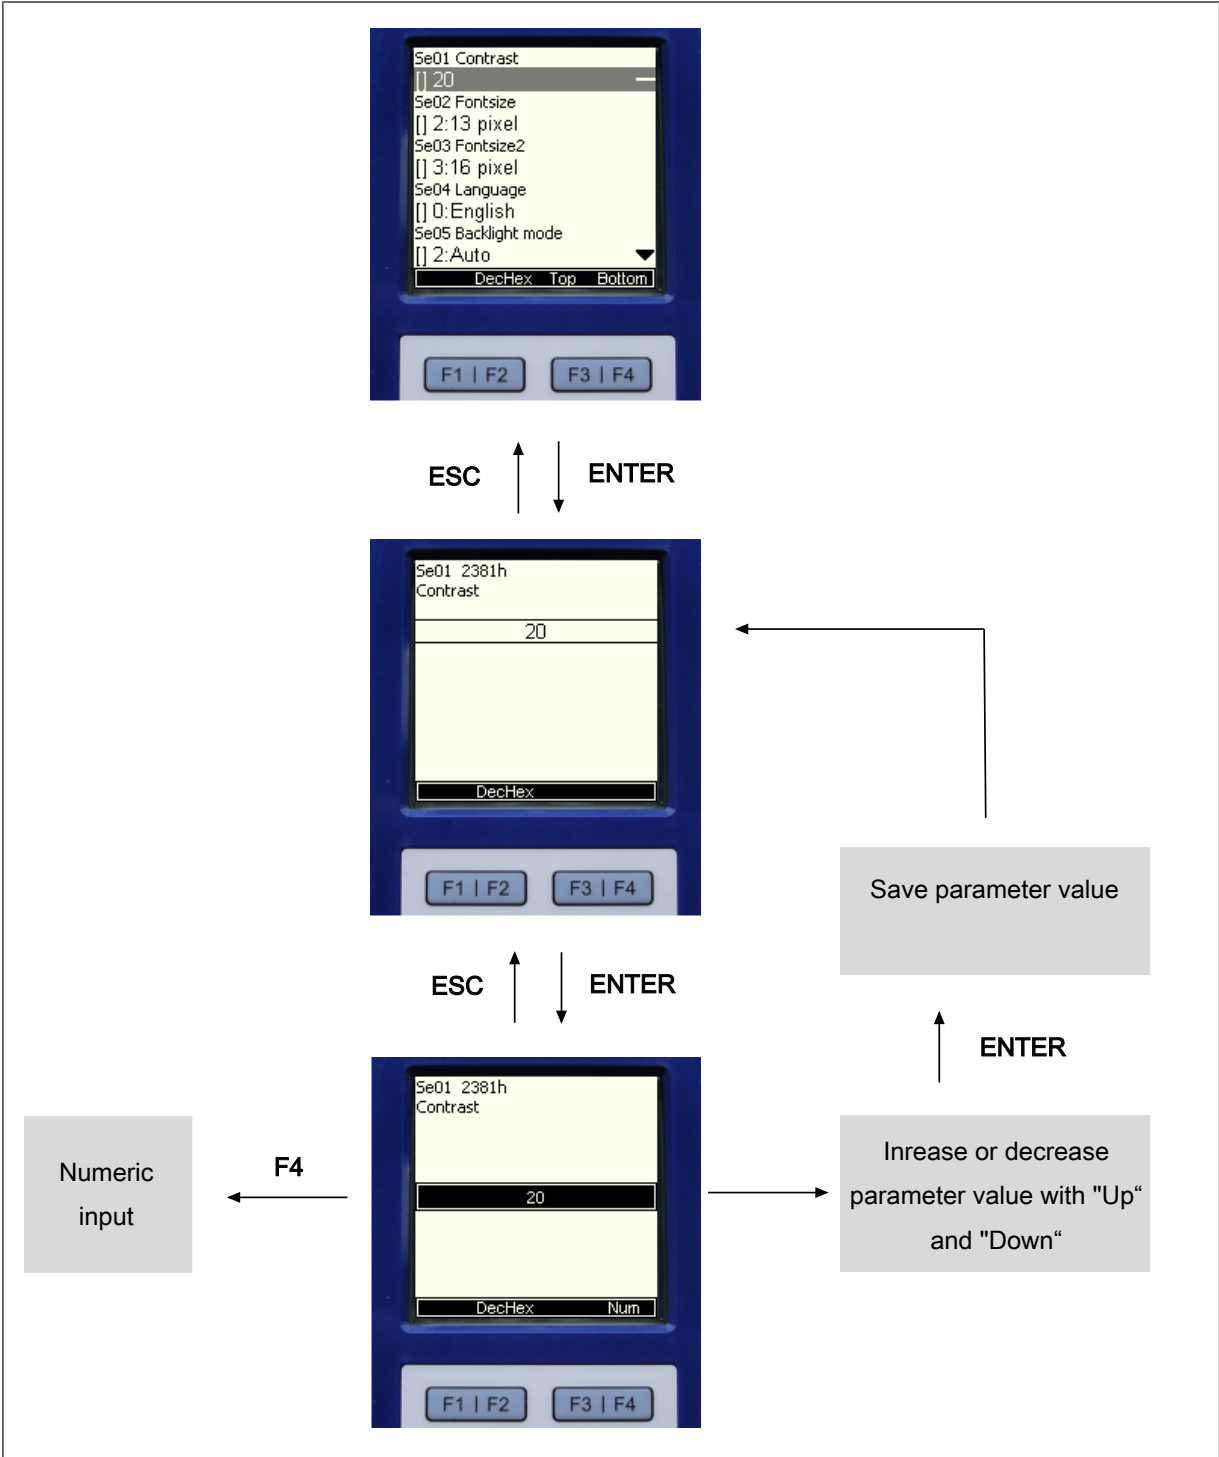 Se01 Contrast
[] 20
Se02 Fontsize
[] 2:13 pixel
Se03 Fontsize2
[] 3:16 pixel
Se04 Language
[] 0:English
Se05 Backlight mode
[] 2:Auto
DecHex Top Bottom
F1 | F2 F3 | F4
ESC ENTER
Se01 2381h
Contrast
20
DecHex
F1 | F2 F3 | F4
Save parameter value
ESC ENTER
ENTER
Se01 2381h
Contrast
20
DecHex Num
F1 | F2 F3 | F4
F4
Numeric
input
Inrease or decrease
parameter value with "Up“
and "Down“